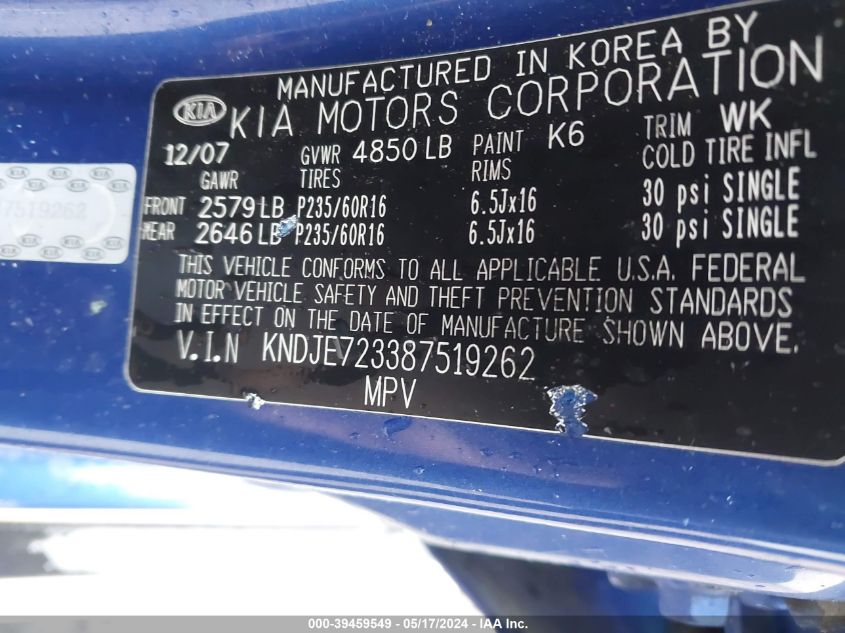 MANUFACTURED IN KOREA BY
KIA KIA MOTORS CORPORATION
12/07 GVWR 4850 LB PAINT K6 TRIM WK
GAWR TIRES RIMS COLD TIRE INFL
FRONT 2579 LB P235/60R16 6.5Jx16 30 psi SINGLE
REAR 2646 LB P235/60R16 6.5Jx16 30 psi SINGLE
THIS VEHICLE CONFORMS TO ALL APPLICABLE U.S.A. FEDERAL
MOTOR VEHICLE SAFETY AND THEFT PREVENTION STANDARDS
IN EFFECT ON THE DATE OF MANUFACTURE SHOWN ABOVE.
V.I.N KNDJE723387519262
MPV
7519262
000-39459549 - 05/17/2024 - IAA Inc.